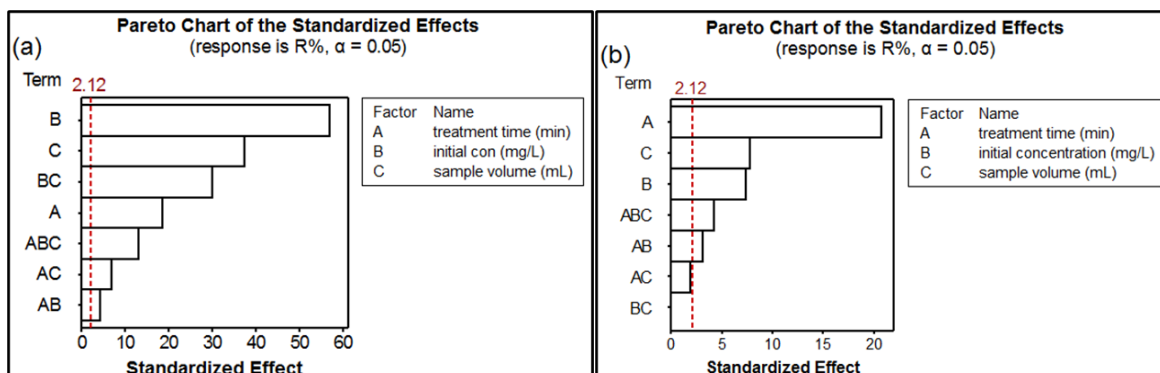 (a)
Pareto Chart of the Standardized Effects
(response is R%, α = 0.05)
Term
2.12
B
C
BC
A
ABC
AC
AB
0 10 20 30 40 50 60
Standardized Effect
Factor Name
A treatment time (min)
B initial con (mg/L)
C sample volume (mL)
(b)
Pareto Chart of the Standardized Effects
(response is R%, α = 0.05)
Term
2.12
A
C
B
ABC
AB
AC
BC
0 5 10 15 20
Standardized Effect
Factor Name
A treatment time (min)
B initial concentration (mg/L)
C sample volume (mL)